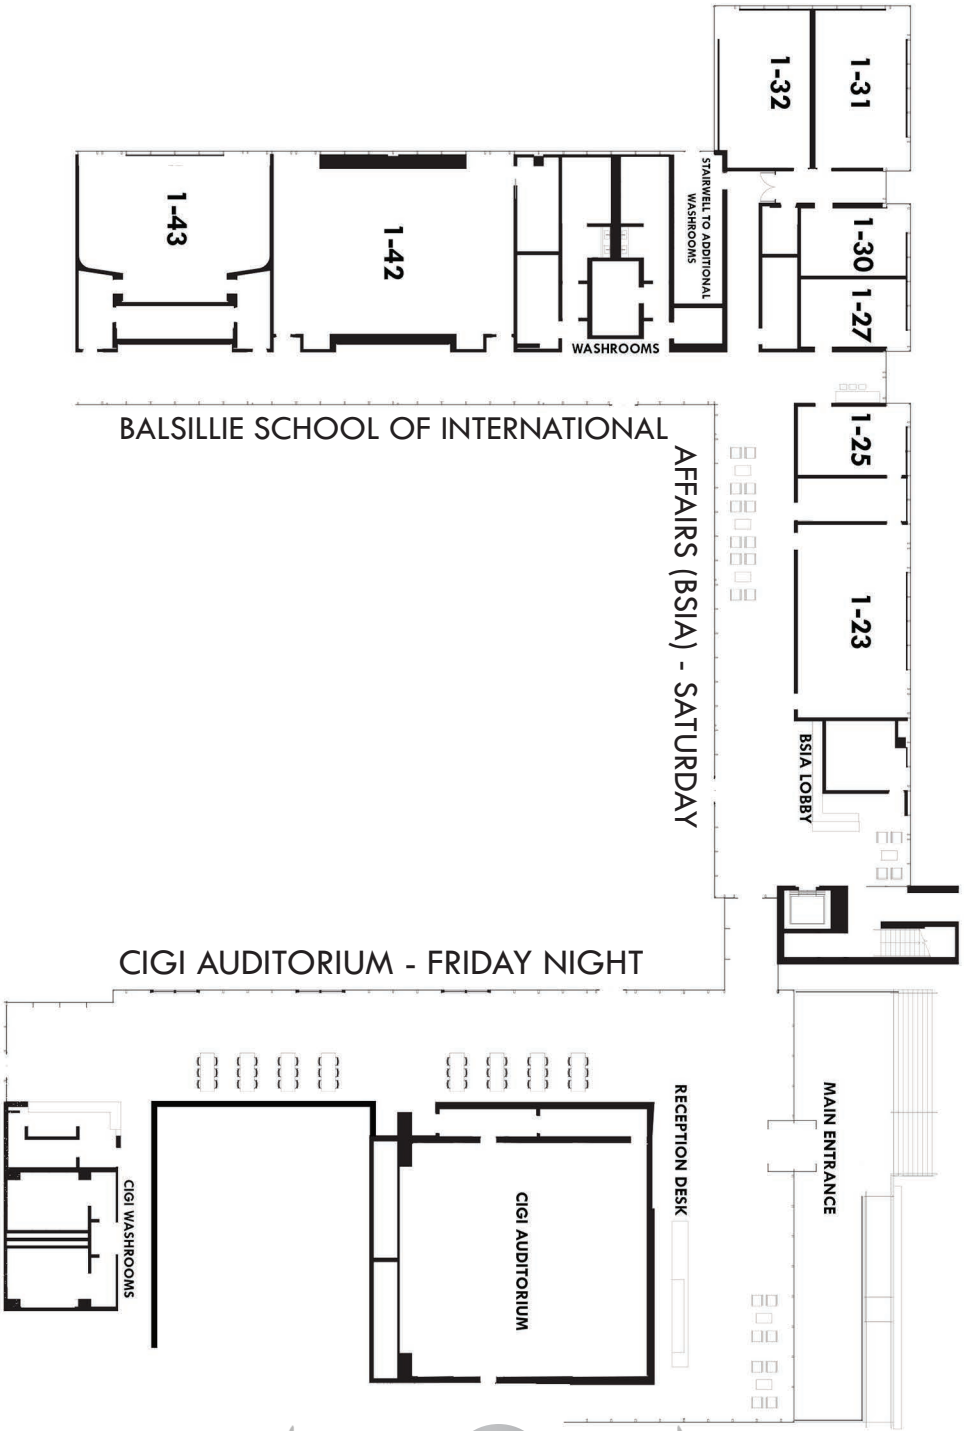 1-32
1-31
STAIRWELL TO ADDITIONAL
WASHROOMS
1-43
1-42
1-30
1-27
WASHROOMS
BALSILLIE SCHOOL OF INTERNATIONAL
AFFAIRS (BSIA) - SATURDAY
1-25
1-23
BSIA LOBBY
CIGI AUDITORIUM - FRIDAY NIGHT
RECEPTION DESK
MAIN ENTRANCE
CIGI WASHROOMS
CIGI AUDITORIUM